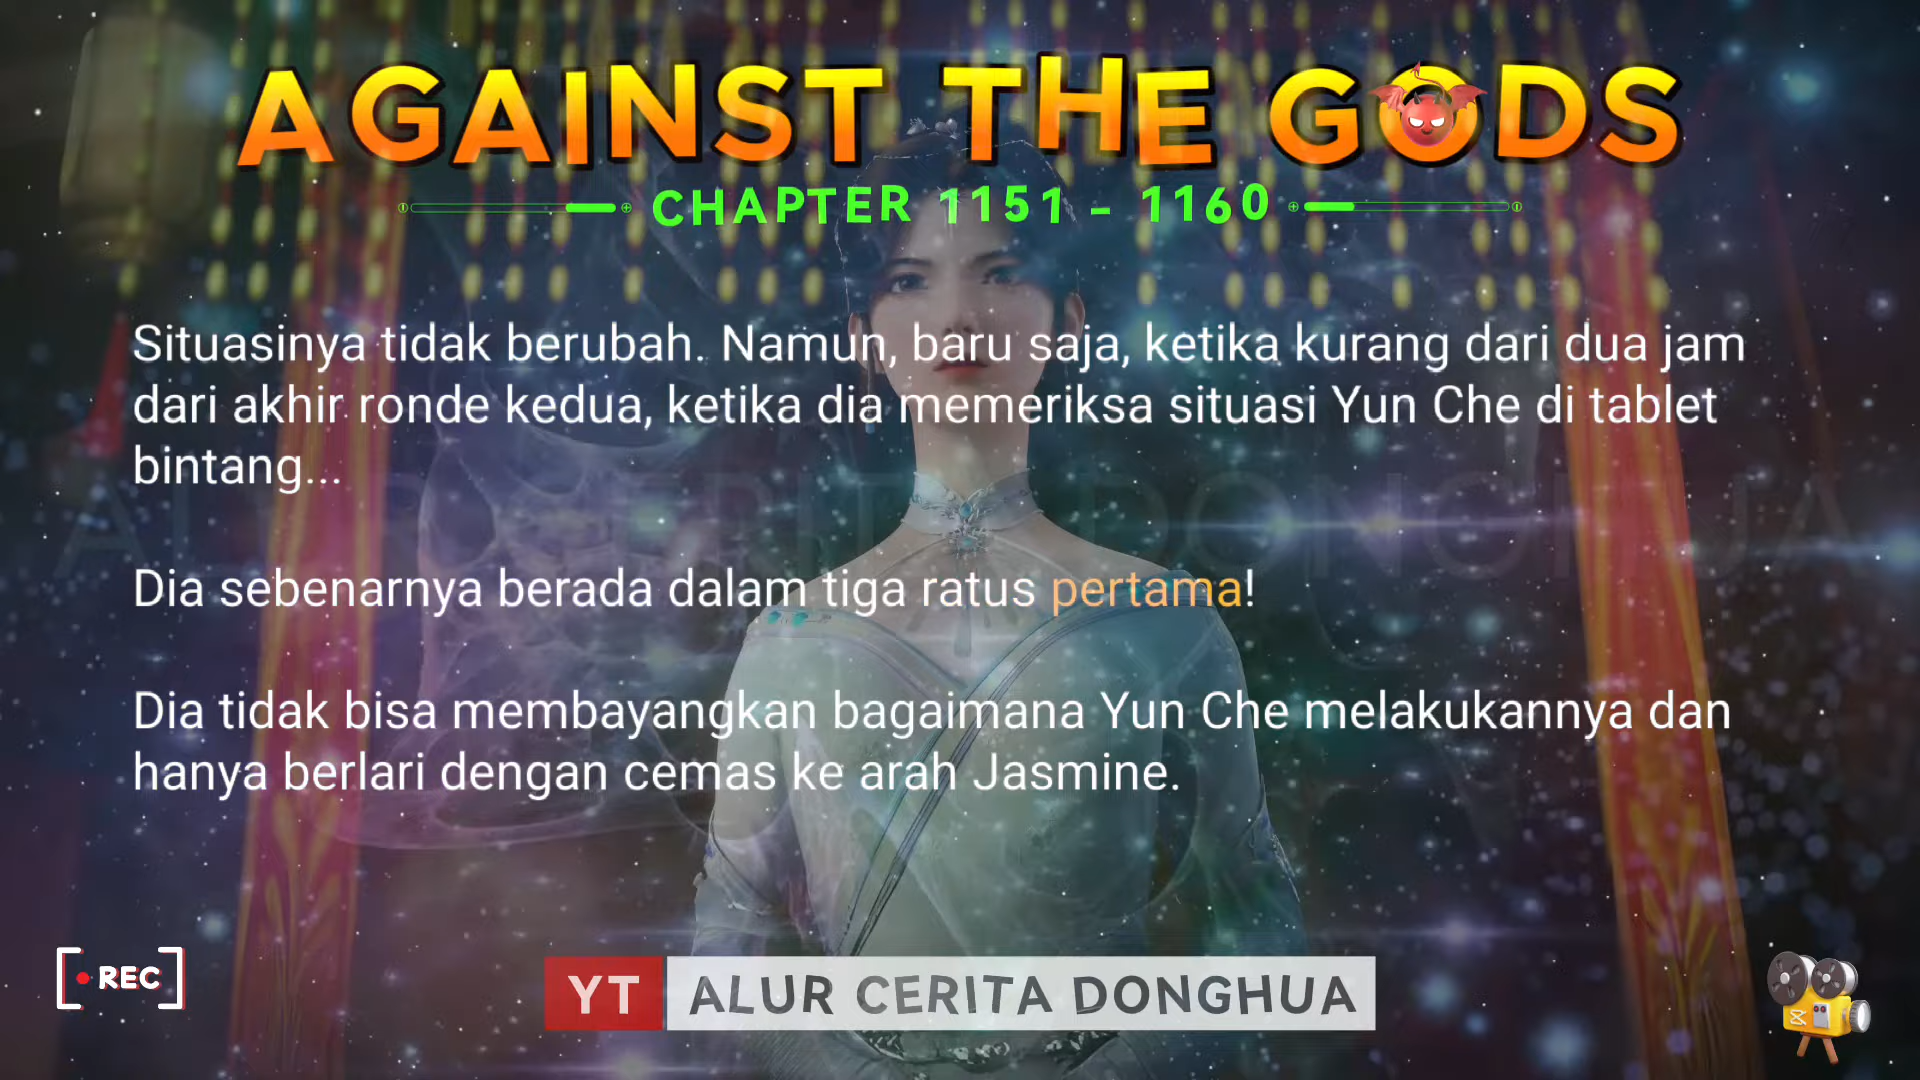 AGAINST THE GODS
CHAPTER 1151 - 1160
Situasinya tidak berubah. Namun, baru saja, ketika kurang dari dua jam
dari akhir ronde kedua, ketika dia memeriksa situasi Yun Che di tablet
bintang...
Dia sebenarnya berada dalam tiga ratus pertama!
Dia tidak bisa membayangkan bagaimana Yun Che melakukannya dan
hanya berlari dengan cemas ke arah Jasmine.
REC
YT ALUR CERITA DONGHUA